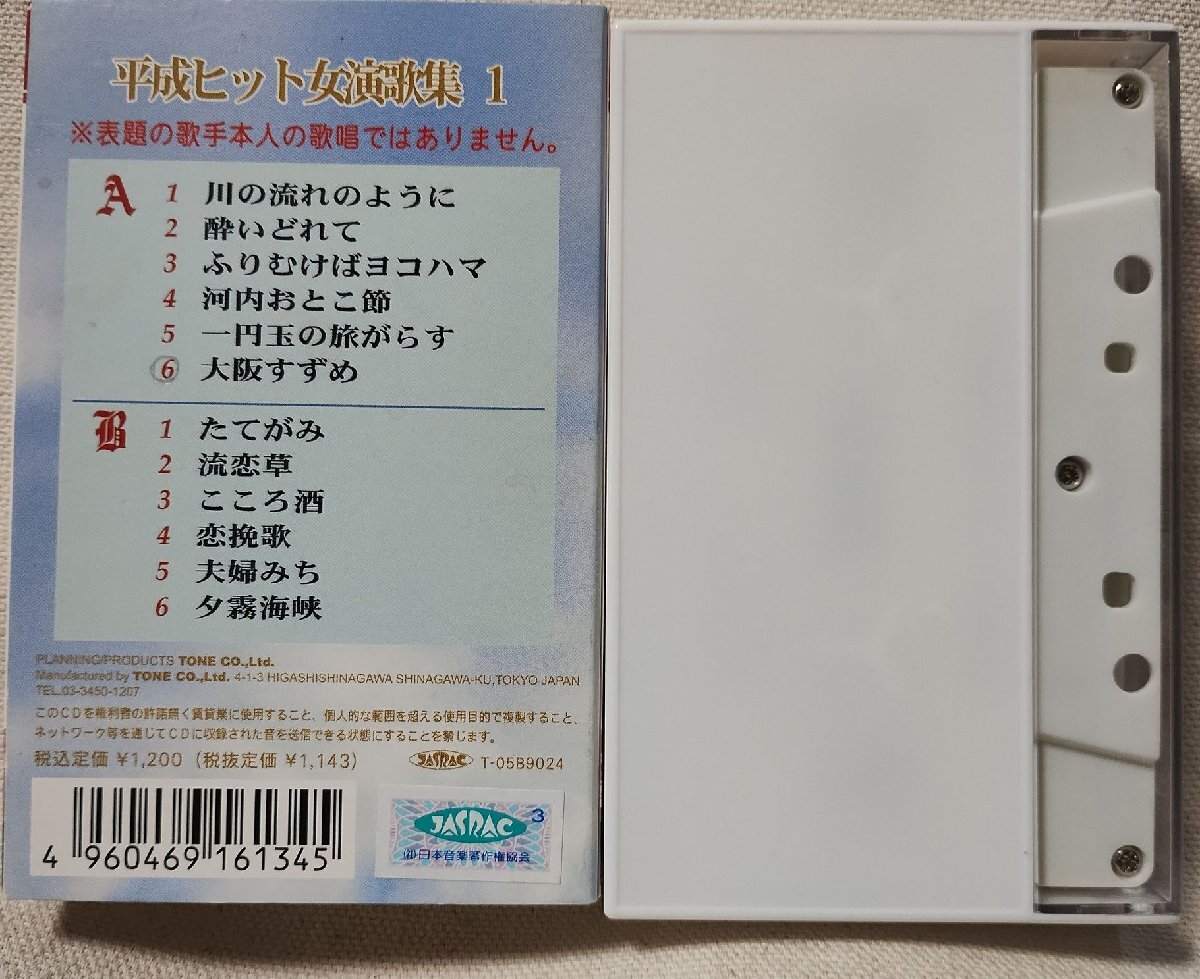 平成ヒット女演歌集 1
※表題の歌手本人の歌唱ではありません。
A 1 川の流れのように
2 酔いどれて
3 ふりむけばヨコハマ
4 河内おとこ節
5 一円玉の旅がらす
6 大阪すずめ
B 1 たてがみ
2 流恋草
3 こころ酒
4 恋挽歌
5 夫婦みち
6 夕霧海峡
PLANNING/PRODUCTS TONE CO.,Ltd.
Manufactured by TONE CO.,Ltd. 4-1-3 HIGASHISHINAGAWA SHINAGAWA-KU,TOKYO JAPAN
TEL.03-3450-1207
このCDを権利者の許諾無く賃貸業に使用すること、個人的な範囲を超える使用目的で複製すること、
ネットワーク等を通じてCDに収録された音を送信できる状態にすることを禁じます。
税込定価 ¥1,200 (税抜定価 ¥1,143) JASRAC T-05B9024
4 960469 161345
JASRAC 3
(社)日本音楽著作権協会